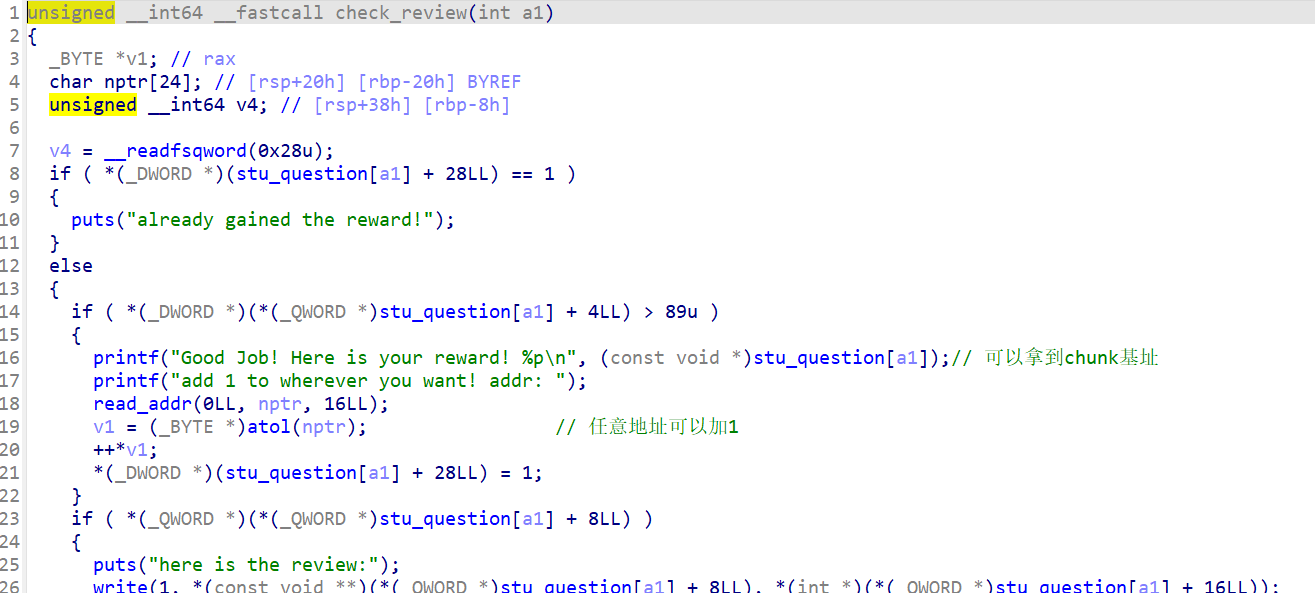 1 unsigned __int64 __fastcall check_review(int a1)
2 {
3   _BYTE *v1; // rax
4   char nptr[24]; // [rsp+20h] [rbp-20h] BYREF
5   unsigned __int64 v4; // [rsp+38h] [rbp-8h]
6
7   v4 = __readfsqword(0x28u);
8   if ( *(_DWORD *)(stu_question[a1] + 28LL) == 1 )
9   {
10     puts("already gained the reward!");
11   }
12   else
13   {
14     if ( *(_DWORD *)(*(_QWORD *)stu_question[a1] + 4LL) > 89u )
15     {
16       printf("Good Job! Here is your reward! %p\n", (const void *)stu_question[a1]);// 可以拿到chunk基址
17       printf("add 1 to wherever you want! addr: ");
18       read_addr(0LL, nptr, 16LL);
19       v1 = (_BYTE *)atol(nptr);                // 任意地址可以加1
20       ++*v1;
21       *(_DWORD *)(stu_question[a1] + 28LL) = 1;
22     }
23     if ( *(_QWORD *)(*(_QWORD *)stu_question[a1] + 8LL) )
24     {
25       puts("here is the review:");
26       write(1, *(const void **)(*(_QWORD *)stu_question[a1] + 8LL), *(int *)(*(_QWORD *)stu_question[a1] + 16LL));